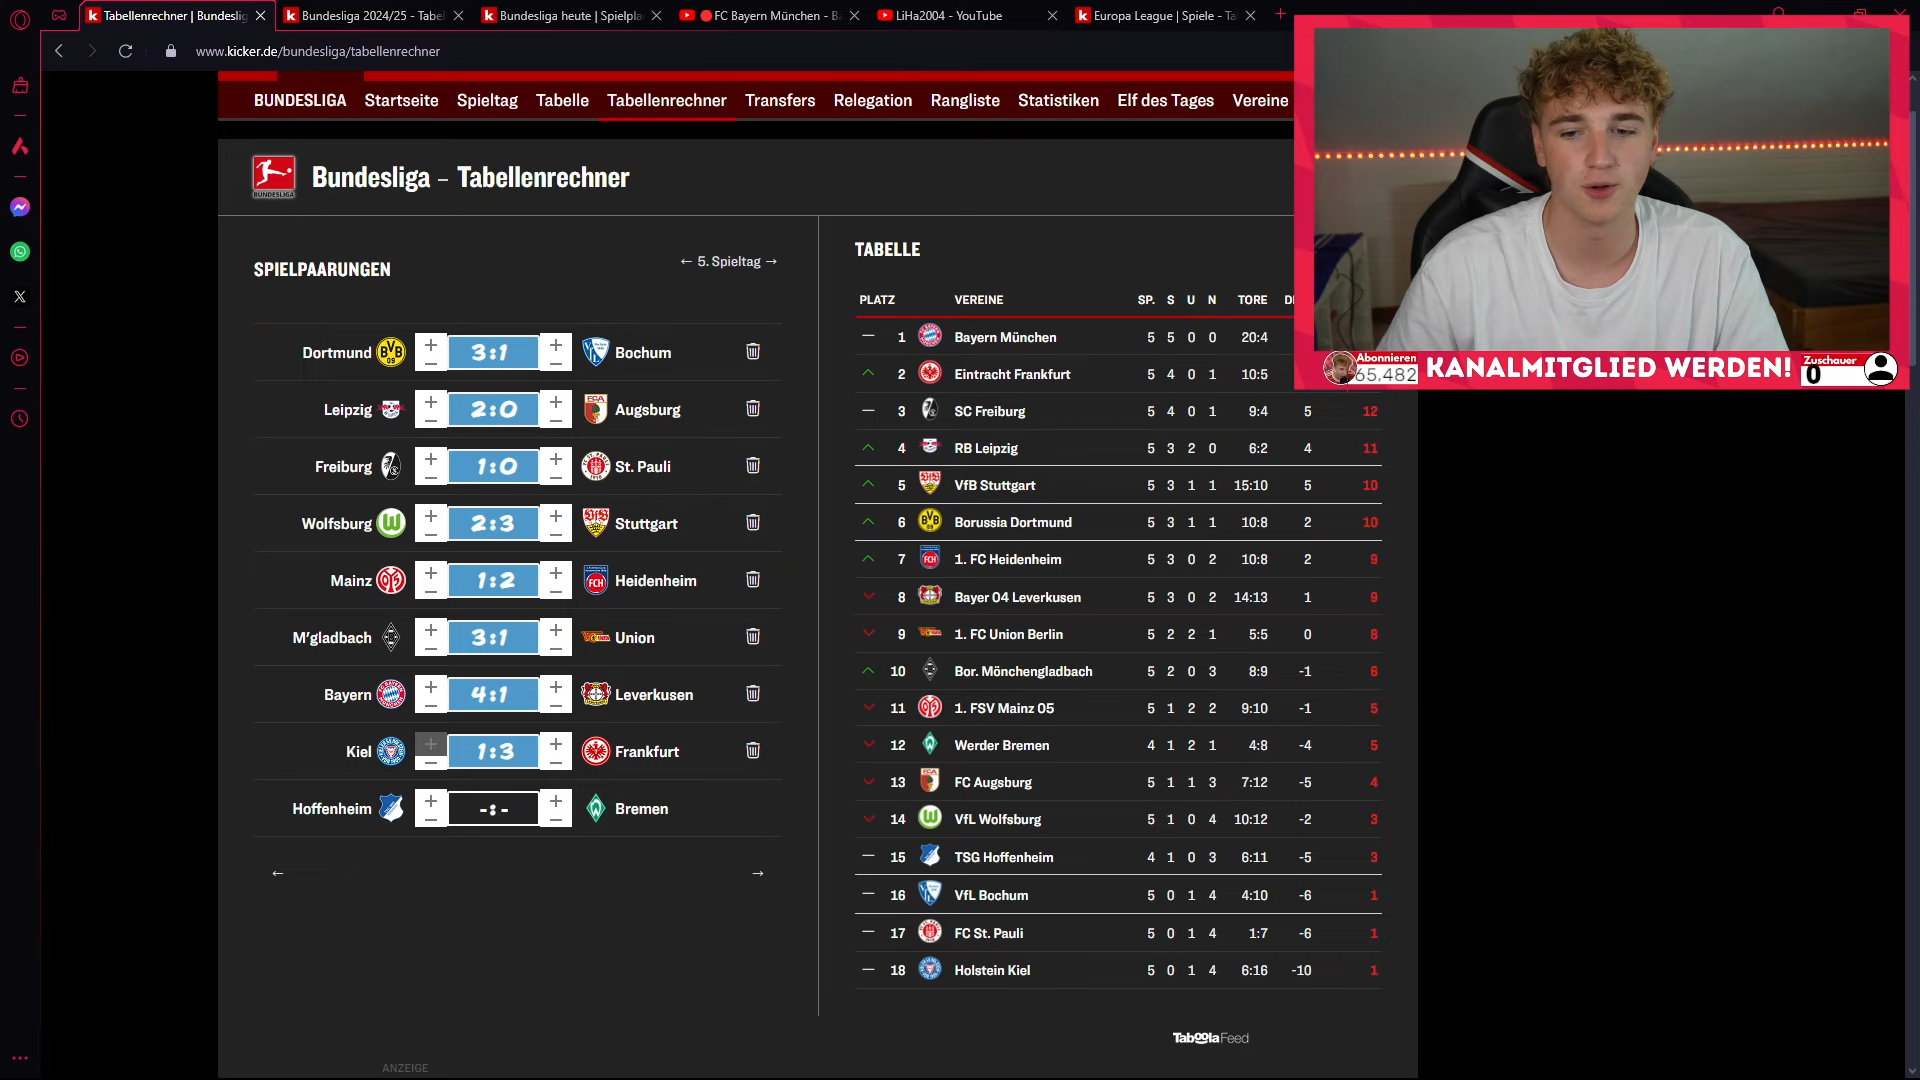 Tabellenrechner | Bundeslig
Bundesliga 2024/25 - Tabel
Bundesliga heute | Spielpla
FC Bayern München - Ba
LiHa2004 - YouTube
Europa League | Spiele - Ta
www.kicker.de/bundesliga/tabellenrechner
BUNDESLIGA Startseite Spieltag Tabelle Tabellenrechner Transfers Relegation Rangliste Statistiken Elf des Tages Vereine
BUNDESLIGA
Bundesliga – Tabellenrechner
SPIELPAARUNGEN
← 5. Spieltag →
Dortmund BVB 09 + − 3:1 + − Bochum
Leipzig + − 2:0 + − FCA Augsburg
Freiburg + − 1:0 + − St. Pauli
Wolfsburg + − 2:3 + − Stuttgart
Mainz + − 1:2 + − FCH Heidenheim
M'gladbach + − 3:1 + − Union
Bayern + − 4:1 + − Leverkusen
Kiel + − 1:3 + − Frankfurt
Hoffenheim + − -:- + − Bremen
← →
TABELLE
PLATZ VEREINE SP. S U N TORE DI
1 Bayern München 5 5 0 0 20:4
2 Eintracht Frankfurt 5 4 0 1 10:5
3 SC Freiburg 5 4 0 1 9:4 5 12
4 RB Leipzig 5 3 2 0 6:2 4 11
5 VfB Stuttgart 5 3 1 1 15:10 5 10
6 Borussia Dortmund 5 3 1 1 10:8 2 10
7 1. FC Heidenheim 5 3 0 2 10:8 2 9
8 Bayer 04 Leverkusen 5 3 0 2 14:13 1 9
9 1. FC Union Berlin 5 2 2 1 5:5 0 8
10 Bor. Mönchengladbach 5 2 0 3 8:9 -1 6
11 1. FSV Mainz 05 5 1 2 2 9:10 -1 5
12 Werder Bremen 4 1 2 1 4:8 -4 5
13 FC Augsburg 5 1 1 3 7:12 -5 4
14 VfL Wolfsburg 5 1 0 4 10:12 -2 3
15 TSG Hoffenheim 4 1 0 3 6:11 -5 3
16 VfL Bochum 5 0 1 4 4:10 -6 1
17 FC St. Pauli 5 0 1 4 1:7 -6 1
18 Holstein Kiel 5 0 1 4 6:16 -10 1
Taboola Feed
ANZEIGE
Abonnieren
65,482
KANALMITGLIED WERDEN!
Zuschauer
0